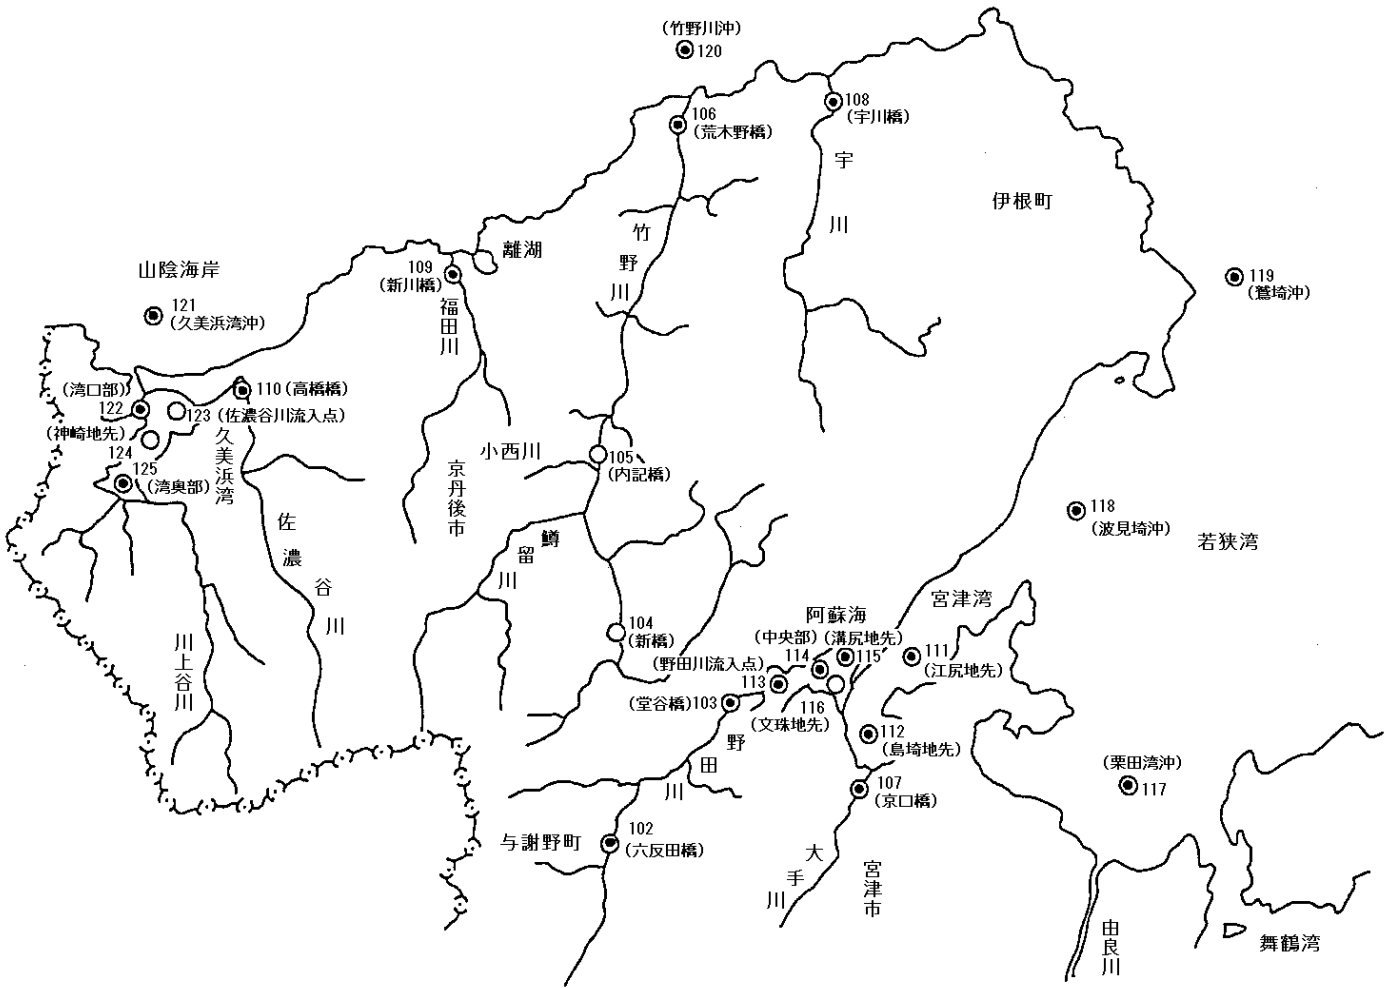 (竹野川沖)
120
108
(宇川橋)
106
(荒木野橋)
宇川
伊根町
竹野川
離湖
山陰海岸
109
(新川橋)
119
(鷲埼沖)
121
(久美浜湾沖)
福田川
(湾口部)
122
110(高橋橋)
123(佐濃谷川流入点)
(神崎地先)
124
久美浜湾
125
(湾奥部)
小西川
105
(内記橋)
京丹後市
118
(波見埼沖)
佐濃谷川
鱒留川
若狭湾
宮津湾
阿蘇海
104
(新橋)
(中央部)
(溝尻地先)
川上谷川
(野田川流入点)
114
115
111
(江尻地先)
113
(堂谷橋)103
116
(文珠地先)
112
(島埼地先)
野田川
(栗田湾沖)
117
107
(京口橋)
与謝野町
102
(六反田橋)
大手川
宮津市
由良川
舞鶴湾